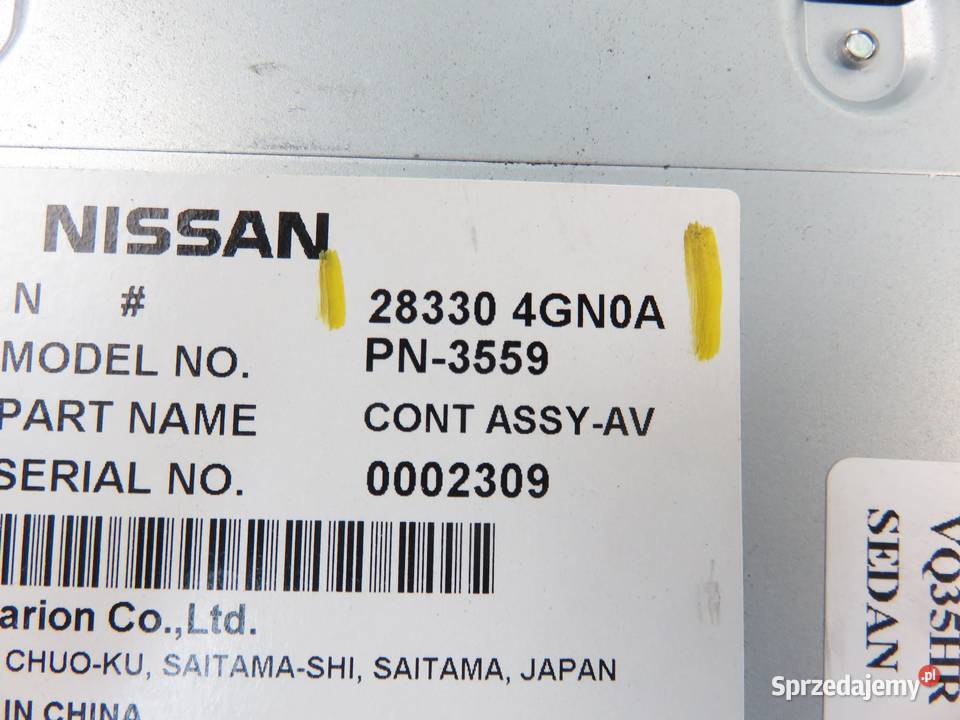 NISSAN
N #
28330 4GN0A
MODEL NO.
PN-3559
PART NAME
CONT ASSY-AV
SERIAL NO.
0002309
arion Co.,Ltd.
CHUO-KU, SAITAMA-SHI, SAITAMA, JAPAN
IN CHINA
VQ35HR
SEDAN
Sprzedajemy.pl